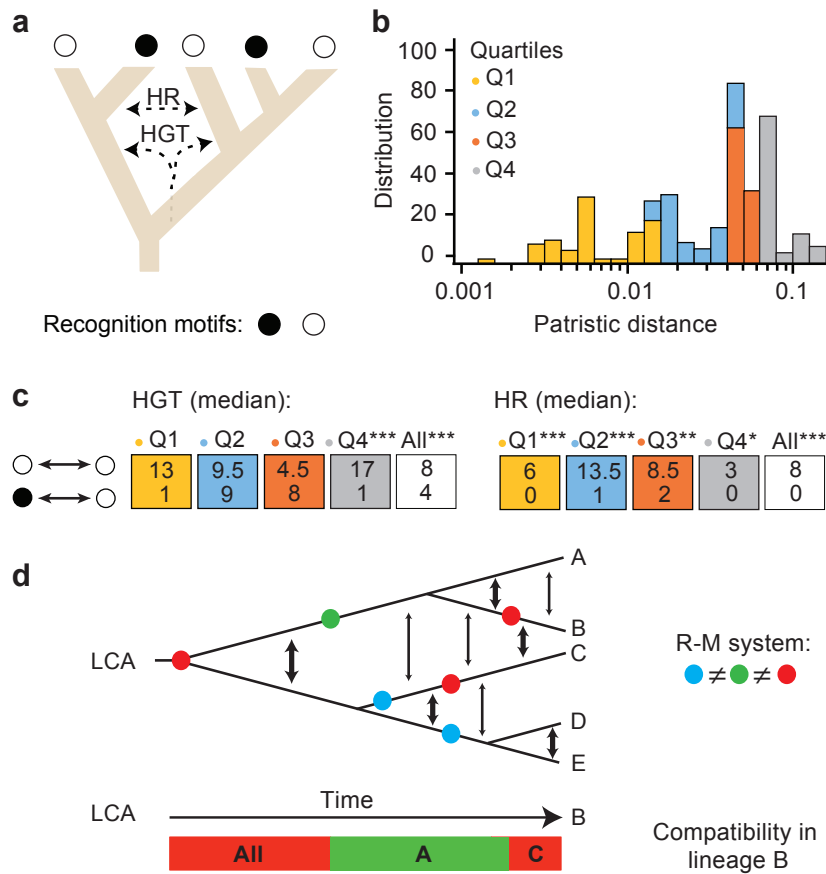 a
HR
HGT
Recognition motifs:
b
Quartiles
Q1
Q2
Q3
Q4
Distribution
100
80
60
40
20
0
0.001 0.01 0.1
Patristic distance
c
HGT (median):
Q1 Q2 Q3 Q4*** All***
13 9.5 4.5 17 8
1 9 8 1 4
HR (median):
Q1*** Q2*** Q3** Q4* All***
6 13.5 8.5 3 8
0 1 2 0 0
d
LCA
A
B
C
D
E
R-M system:
≠ ≠
LCA Time B
All A C
Compatibility in
lineage B